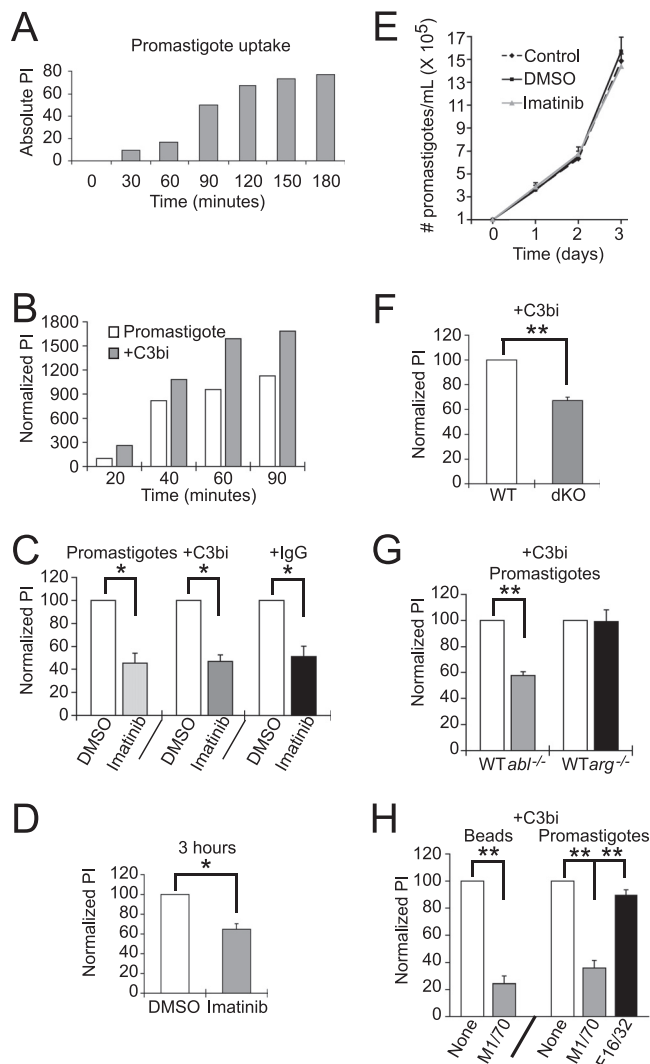 A
Promastigote uptake
Absolute PI
80
60
40
20
0
0 30 60 90 120 150 180
Time (minutes)
B
Normalized PI
1800
1500
1200
900
600
300
0
Promastigote
+C3bi
20 40 60 90
Time (minutes)
C
Promastigotes +C3bi +IgG
* * *
Normalized PI
100
80
60
40
20
0
DMSO Imatinib DMSO Imatinib DMSO Imatinib
D
3 hours
*
Normalized PI
100
80
60
40
20
0
DMSO Imatinib
E
# promastigotes/mL (X 10⁵)
17
15
13
11
9
7
5
3
1
Control
DMSO
Imatinib
0 1 2 3
Time (days)
F
+C3bi
**
Normalized PI
120
100
80
60
40
20
0
WT dKO
G
+C3bi
Promastigotes
**
Normalized PI
120
100
80
60
40
20
0
WT abl-/- WT arg-/-
H
+C3bi
Beads Promastigotes
** ** **
Normalized PI
120
100
80
60
40
20
0
None M1/70 None M1/70 F16/32